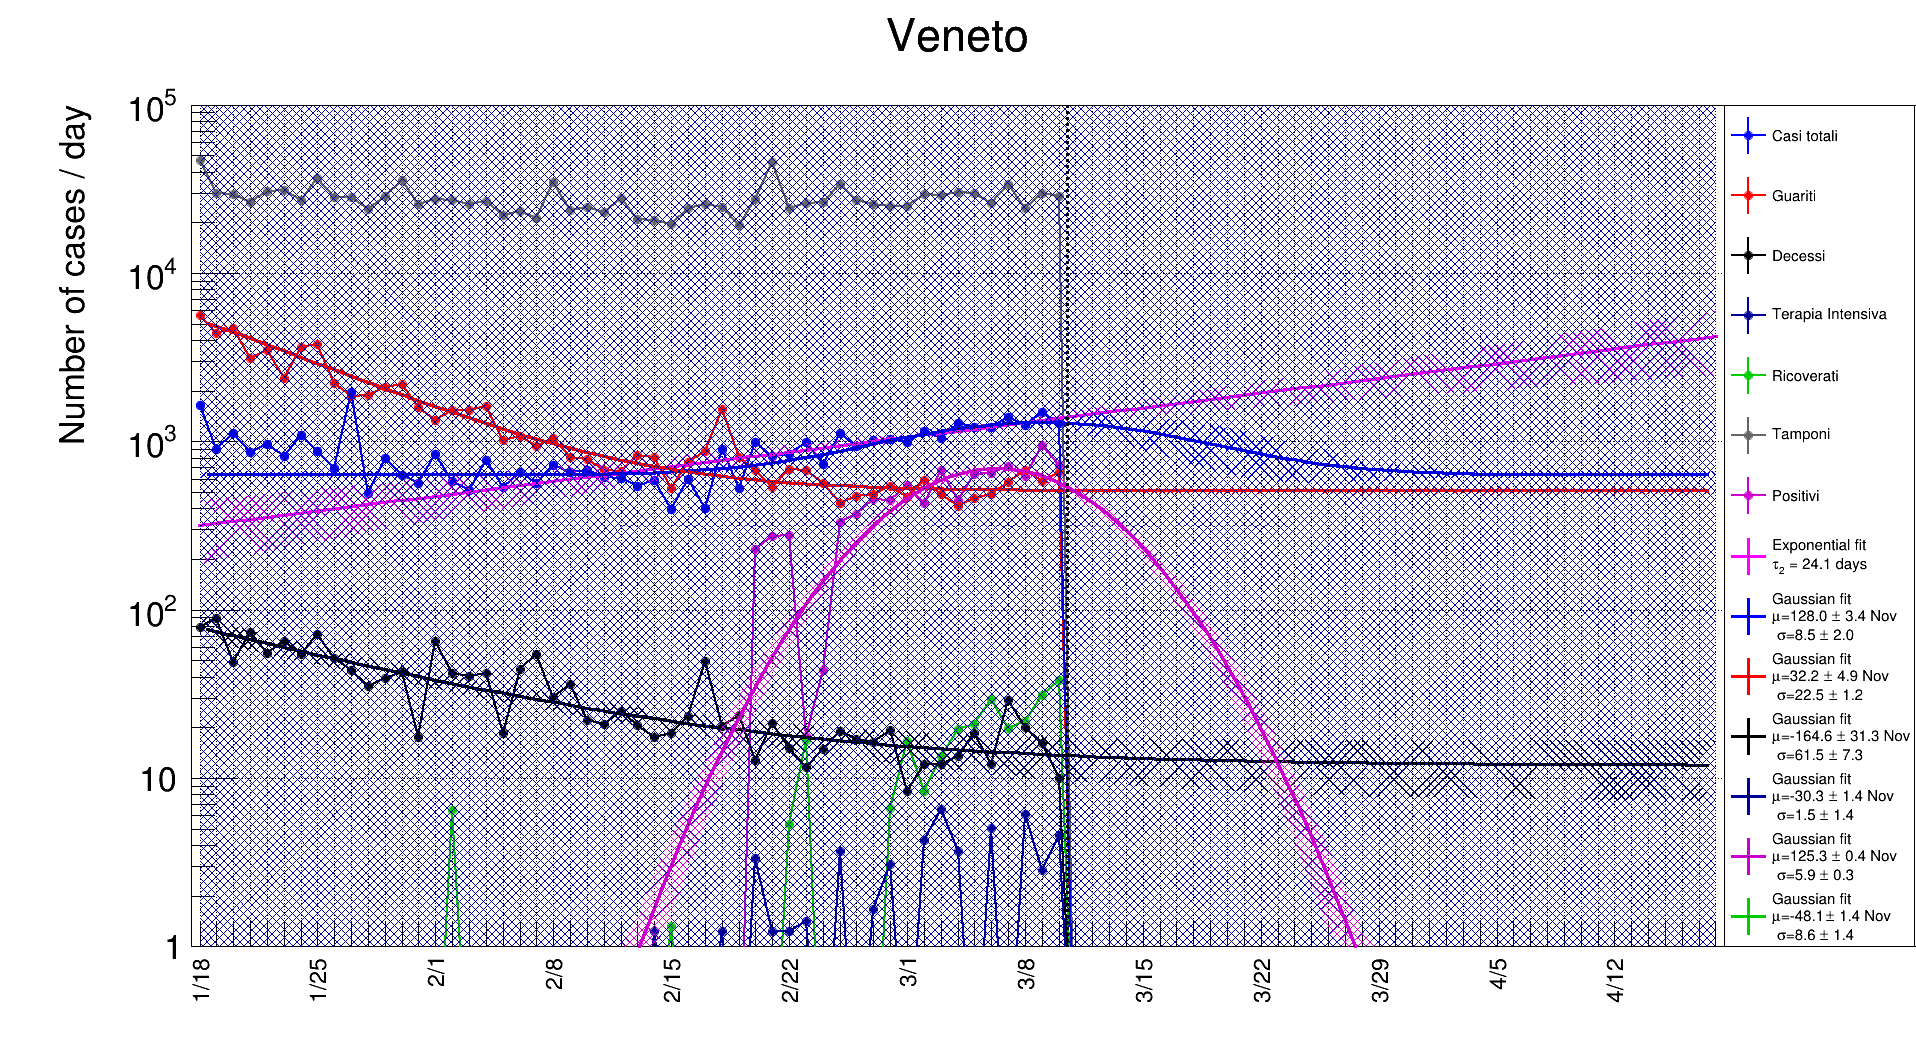 Veneto
Number of cases / day
10^5
10^4
10^3
10^2
10
1
1/18
1/25
2/1
2/8
2/15
2/22
3/1
3/8
3/15
3/22
3/29
4/5
4/12
Casi totali
Guariti
Decessi
Terapia Intensiva
Ricoverati
Tamponi
Positivi
Exponential fit
τ₂ = 24.1 days
Gaussian fit
μ=128.0 ± 3.4 Nov
σ=8.5 ± 2.0
Gaussian fit
μ=32.2 ± 4.9 Nov
σ=22.5 ± 1.2
Gaussian fit
μ=-164.6 ± 31.3 Nov
σ=61.5 ± 7.3
Gaussian fit
μ=-30.3 ± 1.4 Nov
σ=1.5 ± 1.4
Gaussian fit
μ=125.3 ± 0.4 Nov
σ=5.9 ± 0.3
Gaussian fit
μ=-48.1 ± 1.4 Nov
σ=8.6 ± 1.4